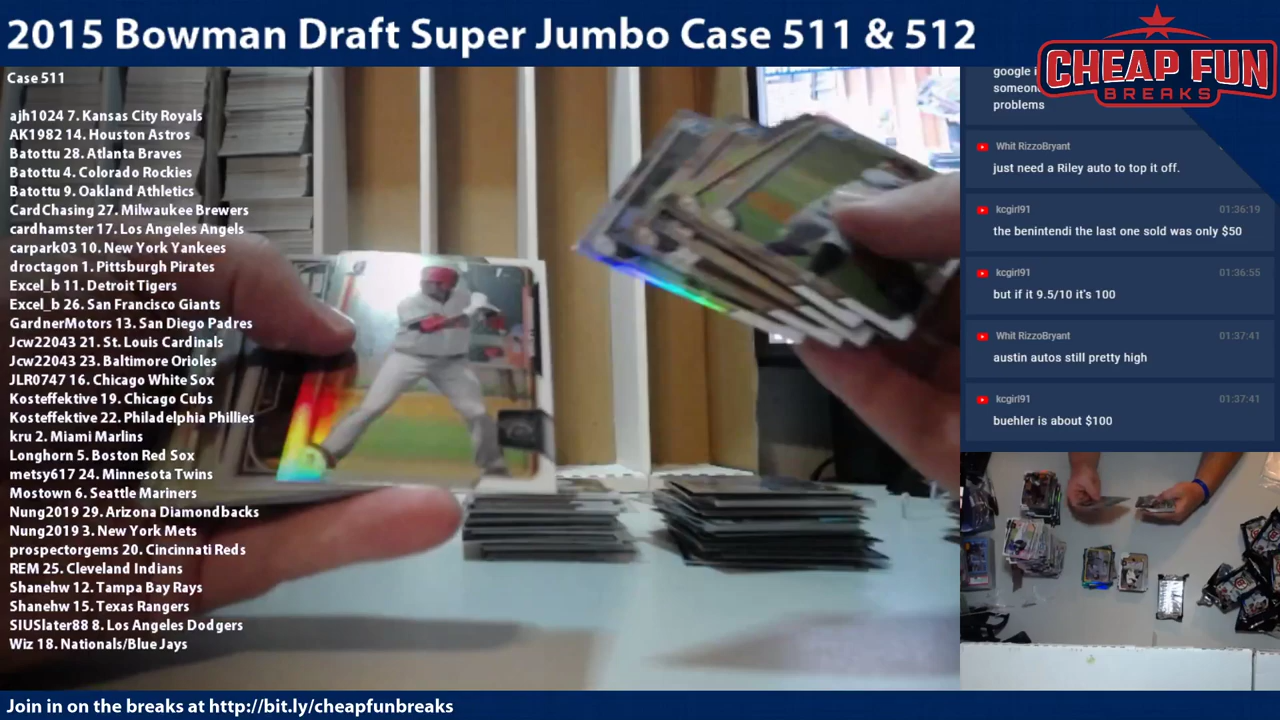 2015 Bowman Draft Super Jumbo Case 511 & 512
CHEAP FUN
BREAKS
Case 511
ajh1024 7. Kansas City Royals
AK1982 14. Houston Astros
Batottu 28. Atlanta Braves
Batottu 4. Colorado Rockies
Batottu 9. Oakland Athletics
CardChasing 27. Milwaukee Brewers
cardhamster 17. Los Angeles Angels
carpark03 10. New York Yankees
droctagon 1. Pittsburgh Pirates
Excel_b 11. Detroit Tigers
Excel_b 26. San Francisco Giants
GardnerMotors 13. San Diego Padres
Jcw22043 21. St. Louis Cardinals
Jcw22043 23. Baltimore Orioles
JLR0747 16. Chicago White Sox
Kosteffektive 19. Chicago Cubs
Kosteffektive 22. Philadelphia Phillies
kru 2. Miami Marlins
Longhorn 5. Boston Red Sox
metsy617 24. Minnesota Twins
Mostown 6. Seattle Mariners
Nung2019 29. Arizona Diamondbacks
Nung2019 3. New York Mets
prospectorgems 20. Cincinnati Reds
REM 25. Cleveland Indians
Shanehw 12. Tampa Bay Rays
Shanehw 15. Texas Rangers
SIUSlater88 8. Los Angeles Dodgers
Wiz 18. Nationals/Blue Jays
google
someon
problems
Whit RizzoBryant
just need a Riley auto to top it off.
kcgirl91 01:36:19
the benintendi the last one sold was only $50
kcgirl91 01:36:55
but if it 9.5/10 it's 100
Whit RizzoBryant 01:37:41
austin autos still pretty high
kcgirl91 01:37:41
buehler is about $100
Join in on the breaks at http://bit.ly/cheapfunbreaks